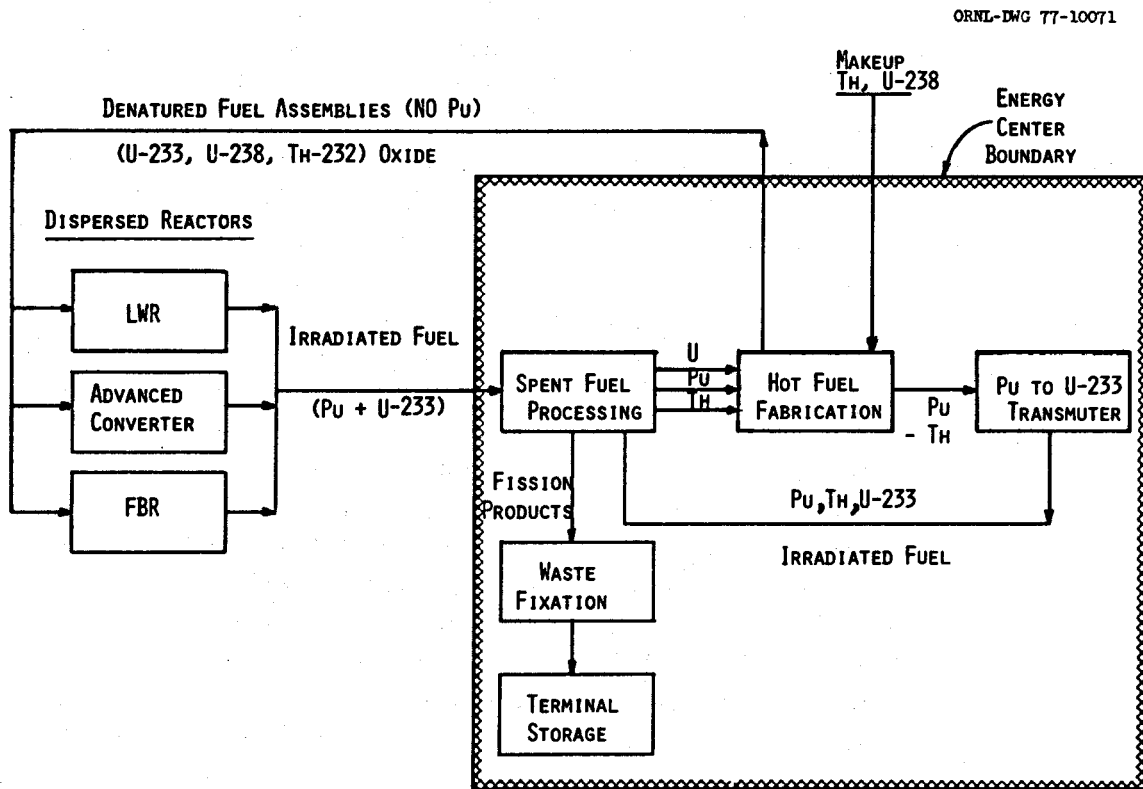 ORNL-DWG 77-10071
MAKEUP
TH, U-238
ENERGY
CENTER
BOUNDARY
DENATURED FUEL ASSEMBLIES (NO PU)
(U-233, U-238, TH-232) OXIDE
DISPERSED REACTORS
LWR
ADVANCED
CONVERTER
FBR
IRRADIATED FUEL
(PU + U-233)
SPENT FUEL
PROCESSING
U
PU
TH
HOT FUEL
FABRICATION
PU
- TH
PU TO U-233
TRANSMUTER
FISSION
PRODUCTS
PU,TH,U-233
IRRADIATED FUEL
WASTE
FIXATION
TERMINAL
STORAGE